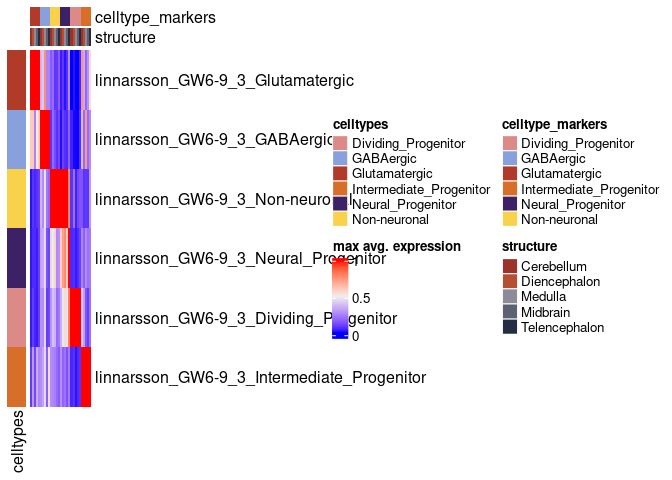 celltype_markers
structure
linnarsson_GW6-9_3_Glutamatergic
linnarsson_GW6-9_3_GABAergic
linnarsson_GW6-9_3_Non-neuronal
linnarsson_GW6-9_3_Neural_Progenitor
linnarsson_GW6-9_3_Dividing_Progenitor
linnarsson_GW6-9_3_Intermediate_Progenitor
celltypes
celltypes
Dividing_Progenitor
GABAergic
Glutamatergic
Intermediate_Progenitor
Neural_Progenitor
Non-neuronal
celltype_markers
Dividing_Progenitor
GABAergic
Glutamatergic
Intermediate_Progenitor
Neural_Progenitor
Non-neuronal
max avg. expression
1
0.5
0
structure
Cerebellum
Diencephalon
Medulla
Midbrain
Telencephalon